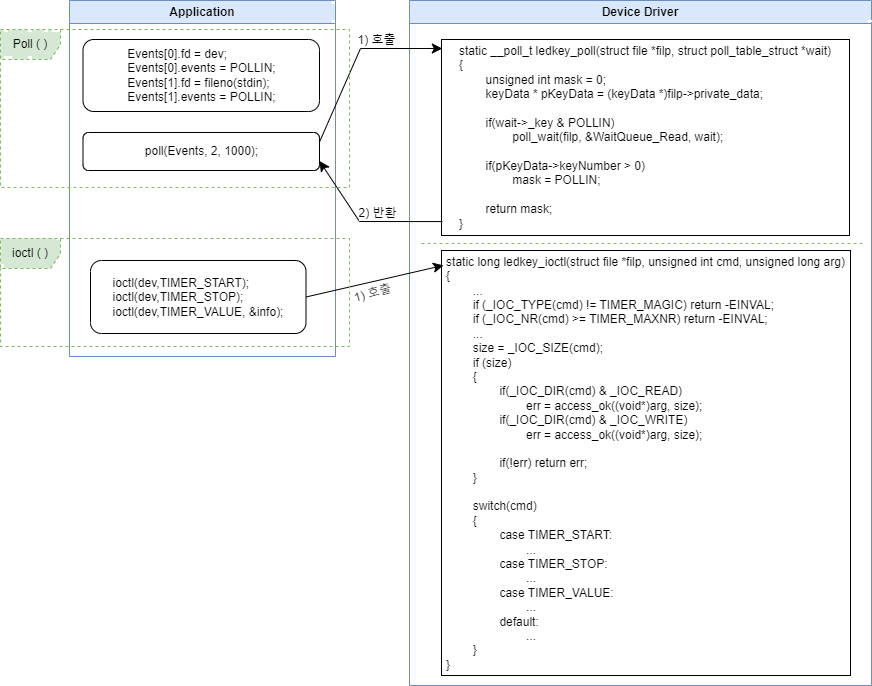 Application
Device Driver
Poll ( )
Events[0].fd = dev;
Events[0].events = POLLIN;
Events[1].fd = fileno(stdin);
Events[1].events = POLLIN;
poll(Events, 2, 1000);
1) 호출
2) 반환
static __poll_t ledkey_poll(struct file *filp, struct poll_table_struct *wait)
{
unsigned int mask = 0;
keyData * pKeyData = (keyData *)filp->private_data;
if(wait->_key & POLLIN)
poll_wait(filp, &WaitQueue_Read, wait);
if(pKeyData->keyNumber > 0)
mask = POLLIN;
return mask;
}
ioctl ( )
ioctl(dev,TIMER_START);
ioctl(dev,TIMER_STOP);
ioctl(dev,TIMER_VALUE, &info);
1) 호출
static long ledkey_ioctl(struct file *filp, unsigned int cmd, unsigned long arg)
{
...
if (_IOC_TYPE(cmd) != TIMER_MAGIC) return -EINVAL;
if (_IOC_NR(cmd) >= TIMER_MAXNR) return -EINVAL;
...
size = _IOC_SIZE(cmd);
if (size)
{
if(_IOC_DIR(cmd) & _IOC_READ)
err = access_ok((void*)arg, size);
if(_IOC_DIR(cmd) & _IOC_WRITE)
err = access_ok((void*)arg, size);
if(!err) return err;
}
switch(cmd)
{
case TIMER_START:
...
case TIMER_STOP:
...
case TIMER_VALUE:
...
default:
...
}
}